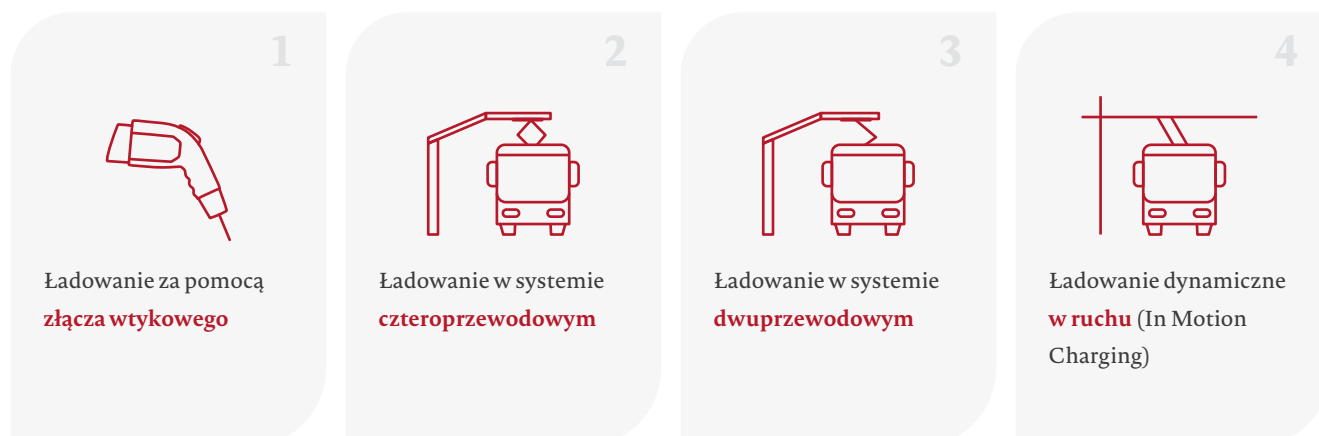 1
Ładowanie za pomocą
złącza wtykowego
2
Ładowanie w systemie
czteroprzewodowym
3
Ładowanie w systemie
dwuprzewodowym
4
Ładowanie dynamiczne
w ruchu (In Motion
Charging)